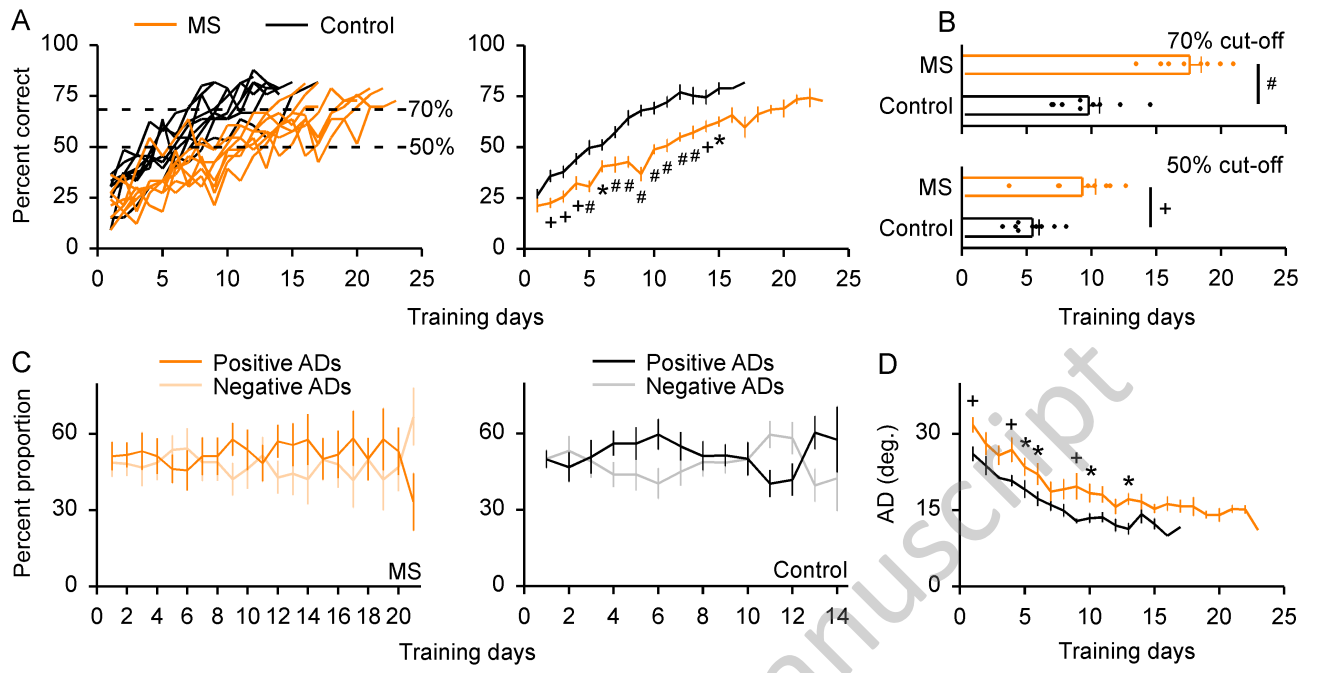 A
MS
Control
Percent correct
100
75
50
25
0
70%
50%
0 5 10 15 20 25
100
75
50
25
0
+ + + # * # # # # # # # + *
0 5 10 15 20 25
Training days
B
70% cut-off
MS
Control
#
50% cut-off
MS
Control
+
0 5 10 15 20 25
Training days
C
Positive ADs
Negative ADs
Percent proportion
60
30
0
MS
0 2 4 6 8 10 12 14 16 18 20
Positive ADs
Negative ADs
60
30
0
Control
0 2 4 6 8 10 12 14
Training days
D
AD (deg.)
30
15
0
+ + * * + * *
0 5 10 15 20 25
Training days